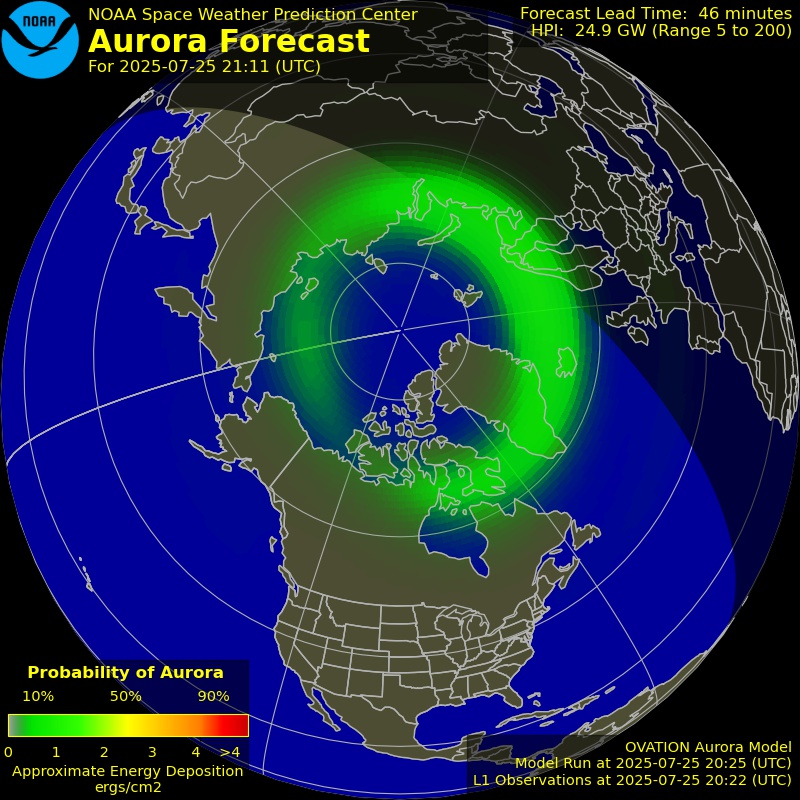 NOAA
NOAA Space Weather Prediction Center
Aurora Forecast
For 2025-07-25 21:11 (UTC)
Forecast Lead Time: 46 minutes
HPI: 24.9 GW (Range 5 to 200)
Probability of Aurora
10% 50% 90%
0 1 2 3 4 >4
Approximate Energy Deposition
ergs/cm2
OVATION Aurora Model
Model Run at 2025-07-25 20:25 (UTC)
L1 Observations at 2025-07-25 20:22 (UTC)